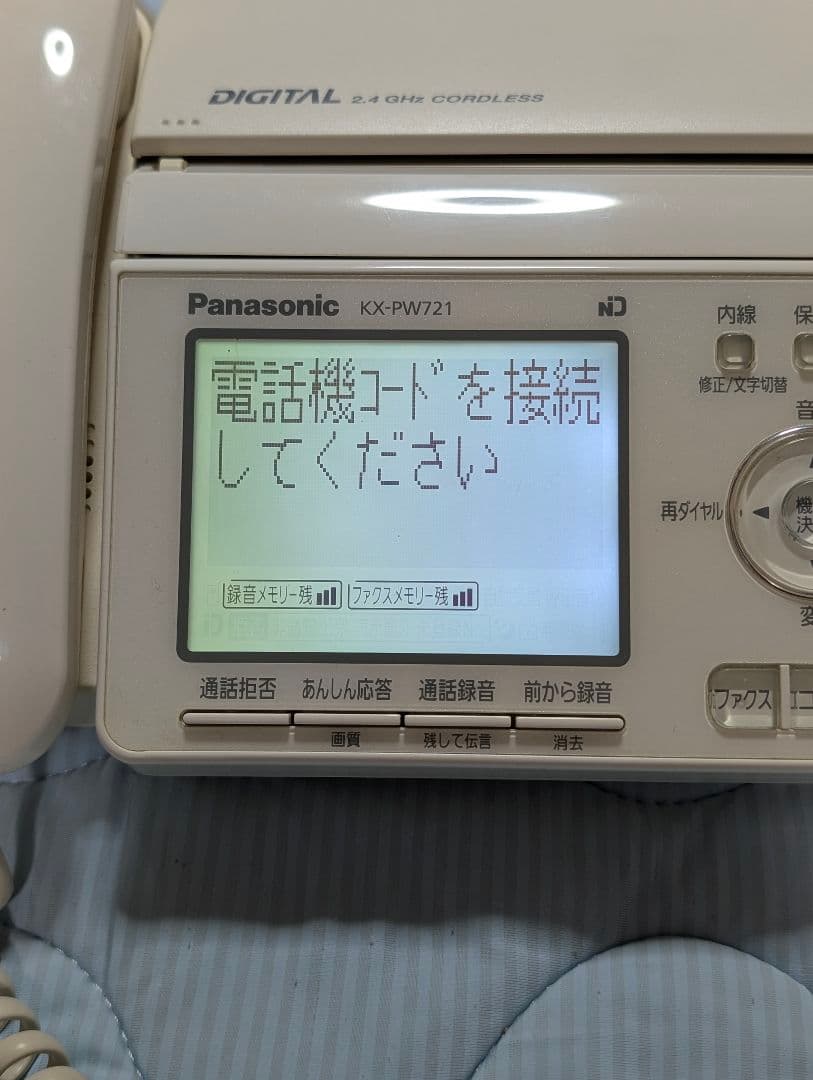 DIGITAL 2.4 GHz CORDLESS
Panasonic KX-PW721
電話機コードを接続
してください
録音メモリー残 ファクスメモリー残
内線
修正/文字切替
再ダイヤル
通話拒否 あんしん応答 通話録音 前から録音
画質 残して伝言 消去
ファクス